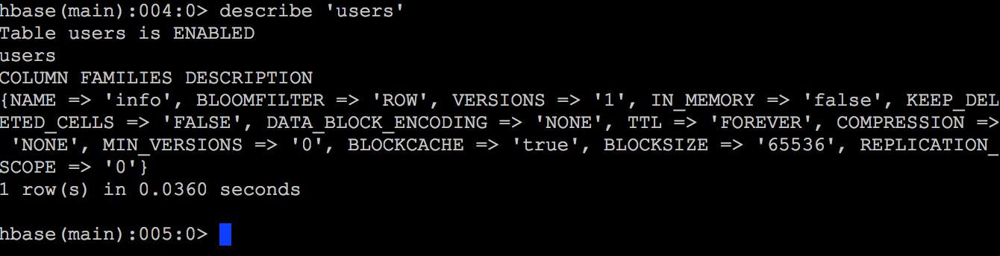 hbase(main):004:0> describe 'users'
Table users is ENABLED
users
COLUMN FAMILIES DESCRIPTION
{NAME => 'info', BLOOMFILTER => 'ROW', VERSIONS => '1', IN_MEMORY => 'false', KEEP_DEL
ETED_CELLS => 'FALSE', DATA_BLOCK_ENCODING => 'NONE', TTL => 'FOREVER', COMPRESSION =>
 'NONE', MIN_VERSIONS => '0', BLOCKCACHE => 'true', BLOCKSIZE => '65536', REPLICATION_
SCOPE => '0'}
1 row(s) in 0.0360 seconds
hbase(main):005:0>